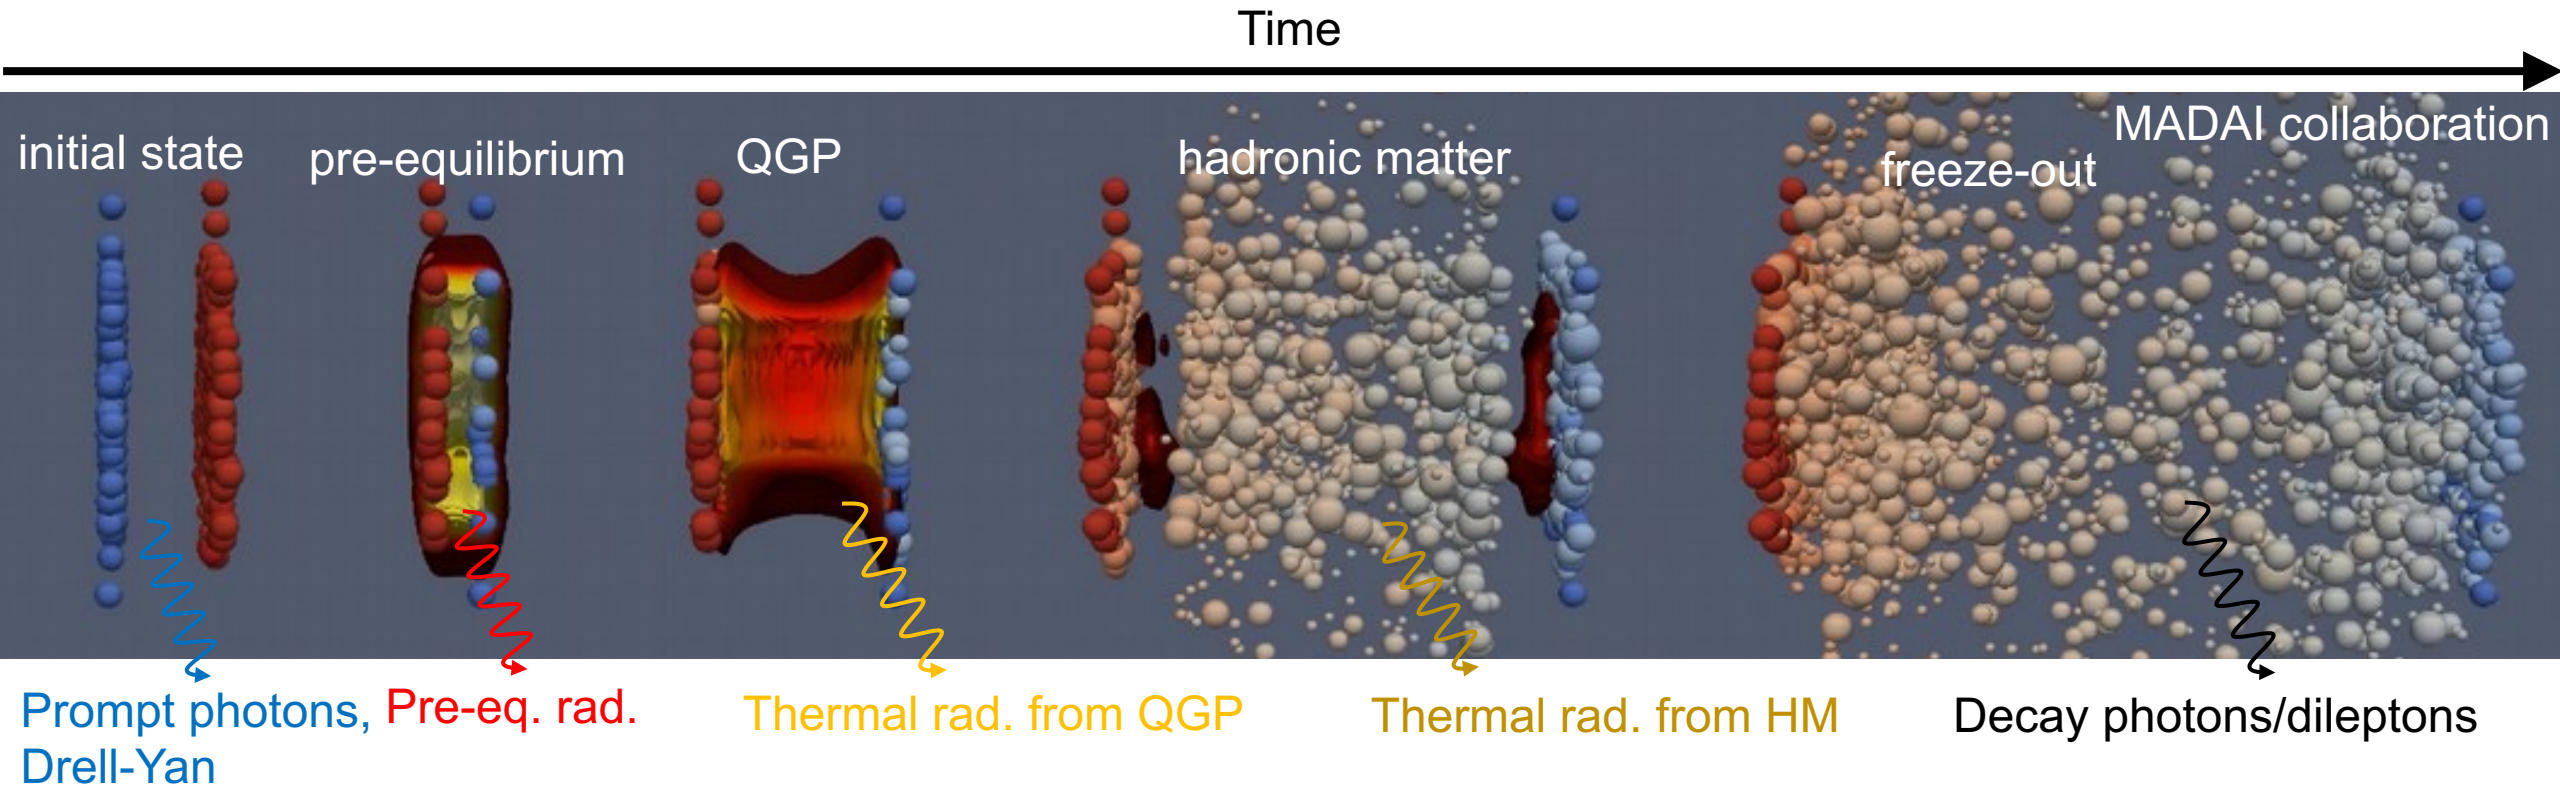 Time
initial state
pre-equilibrium
QGP
hadronic matter
freeze-out
MADAI collaboration
Prompt photons,
Drell-Yan
Pre-eq. rad.
Thermal rad. from QGP
Thermal rad. from HM
Decay photons/dileptons